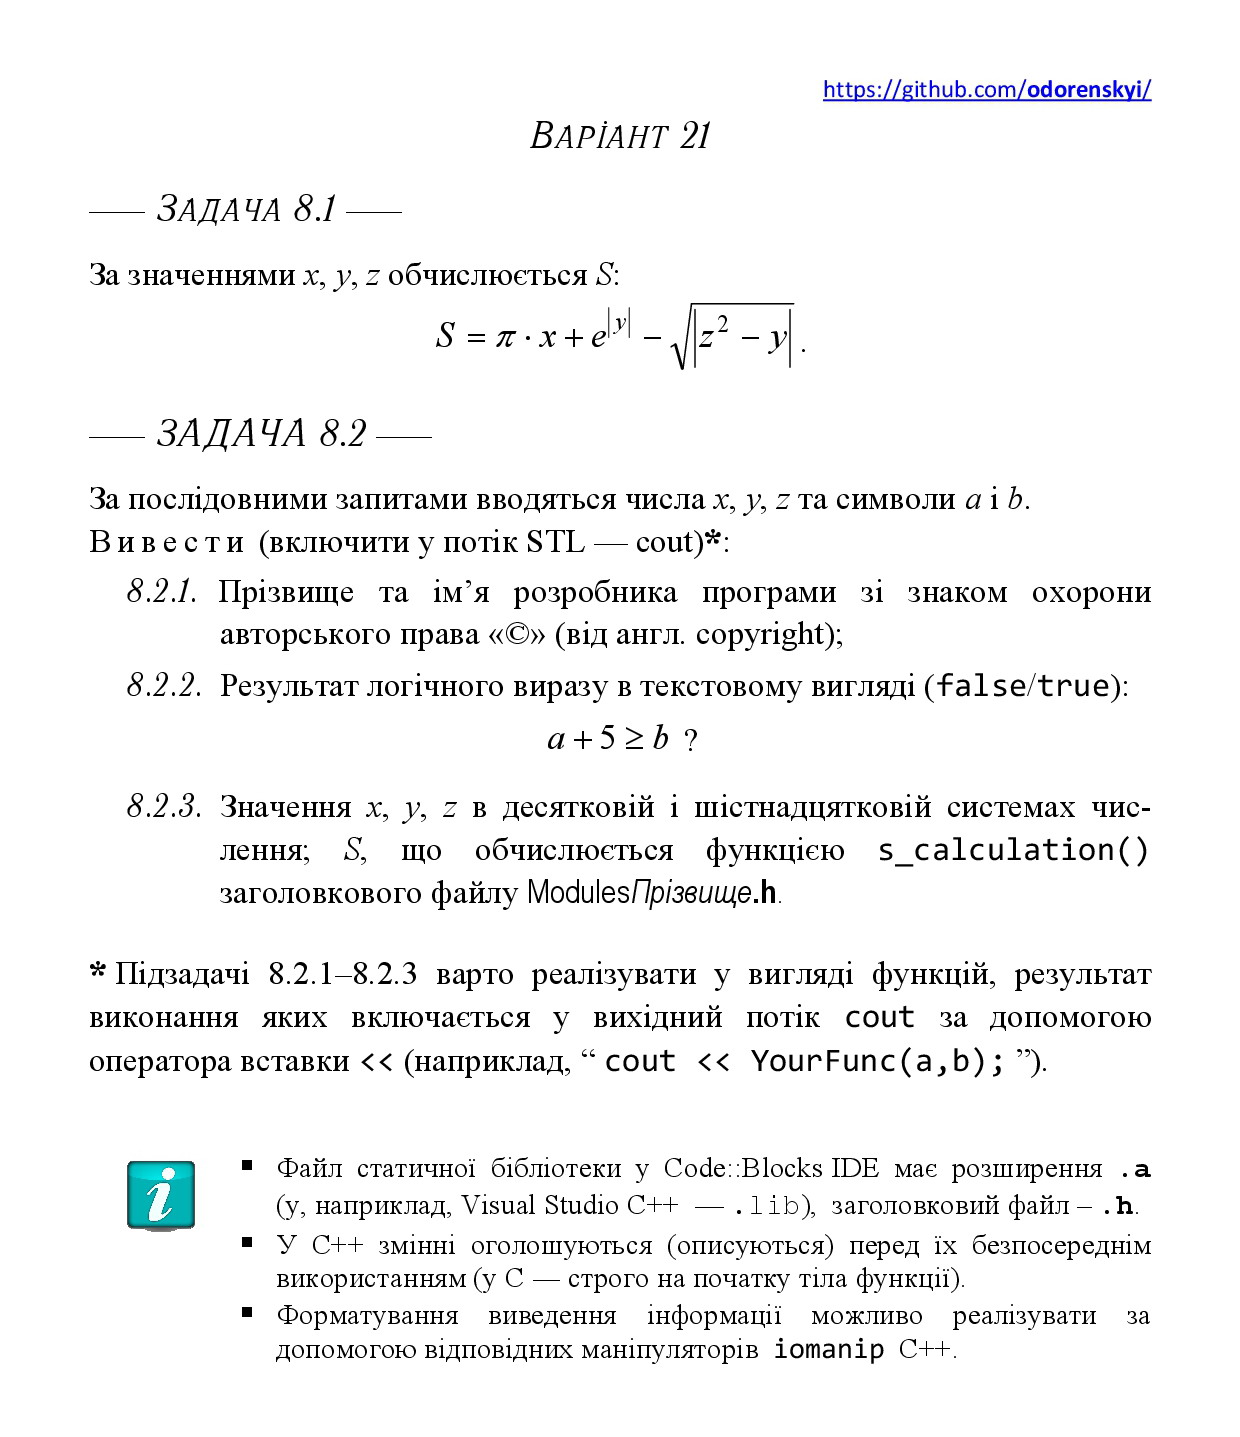 https://github.com/odorenskyi/
ВАРІАНТ 21
—— ЗАДАЧА 8.1 ——
За значеннями x, y, z обчислюється S:
S = π · x + e^|y| − √|z² − y| .
—— ЗАДАЧА 8.2 ——
За послідовними запитами вводяться числа x, y, z та символи a і b.
Вивести (включити у потік STL — cout)*:
8.2.1. Прізвище та ім’я розробника програми зі знаком охорони
авторського права «©» (від англ. copyright);
8.2.2. Результат логічного виразу в текстовому вигляді (false/true):
a + 5 ≥ b ?
8.2.3. Значення x, y, z в десятковій і шістнадцятковій системах чис-
лення; S, що обчислюється функцією s_calculation()
заголовкового файлу ModulesПрізвище.h.
* Підзадачі 8.2.1–8.2.3 варто реалізувати у вигляді функцій, результат
виконання яких включається у вихідний потік cout за допомогою
оператора вставки << (наприклад, “ cout << YourFunc(a,b); ”).
▪ Файл статичної бібліотеки у Code::Blocks IDE має розширення .a
(у, наприклад, Visual Studio C++ — .lib), заголовковий файл – .h.
▪ У C++ змінні оголошуються (описуються) перед їх безпосереднім
використанням (у C — строго на початку тіла функції).
▪ Форматування виведення інформації можливо реалізувати за
допомогою відповідних маніпуляторів iomanip C++.